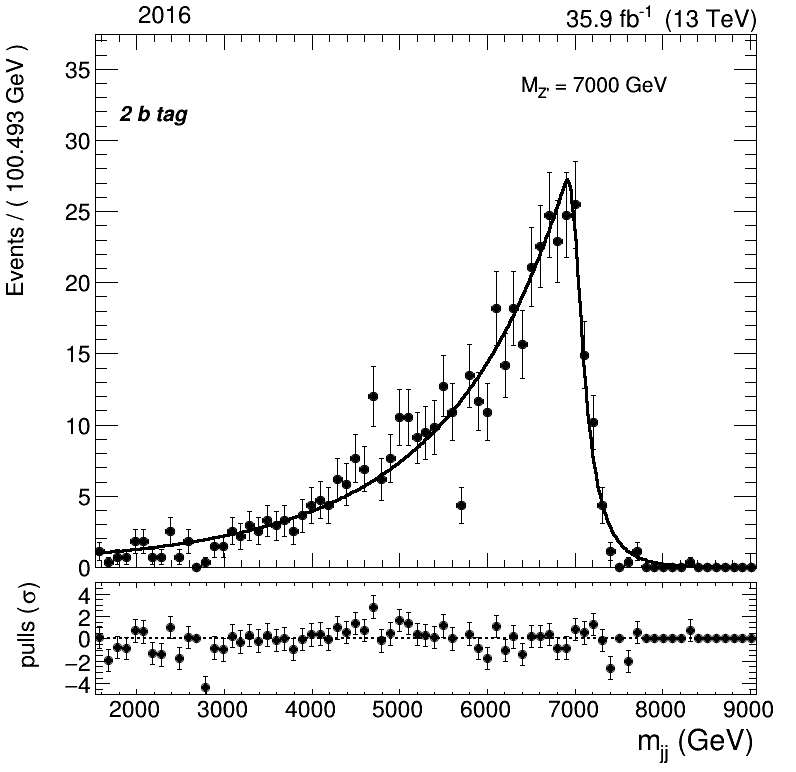 2016 35.9 fb⁻¹ (13 TeV)
Events / ( 100.493 GeV )
35
30
25
20
15
10
5
0
M_Z' = 7000 GeV
2 b tag
pulls (σ)
4
2
0
−2
−4
2000 3000 4000 5000 6000 7000 8000 9000
m_jj (GeV)